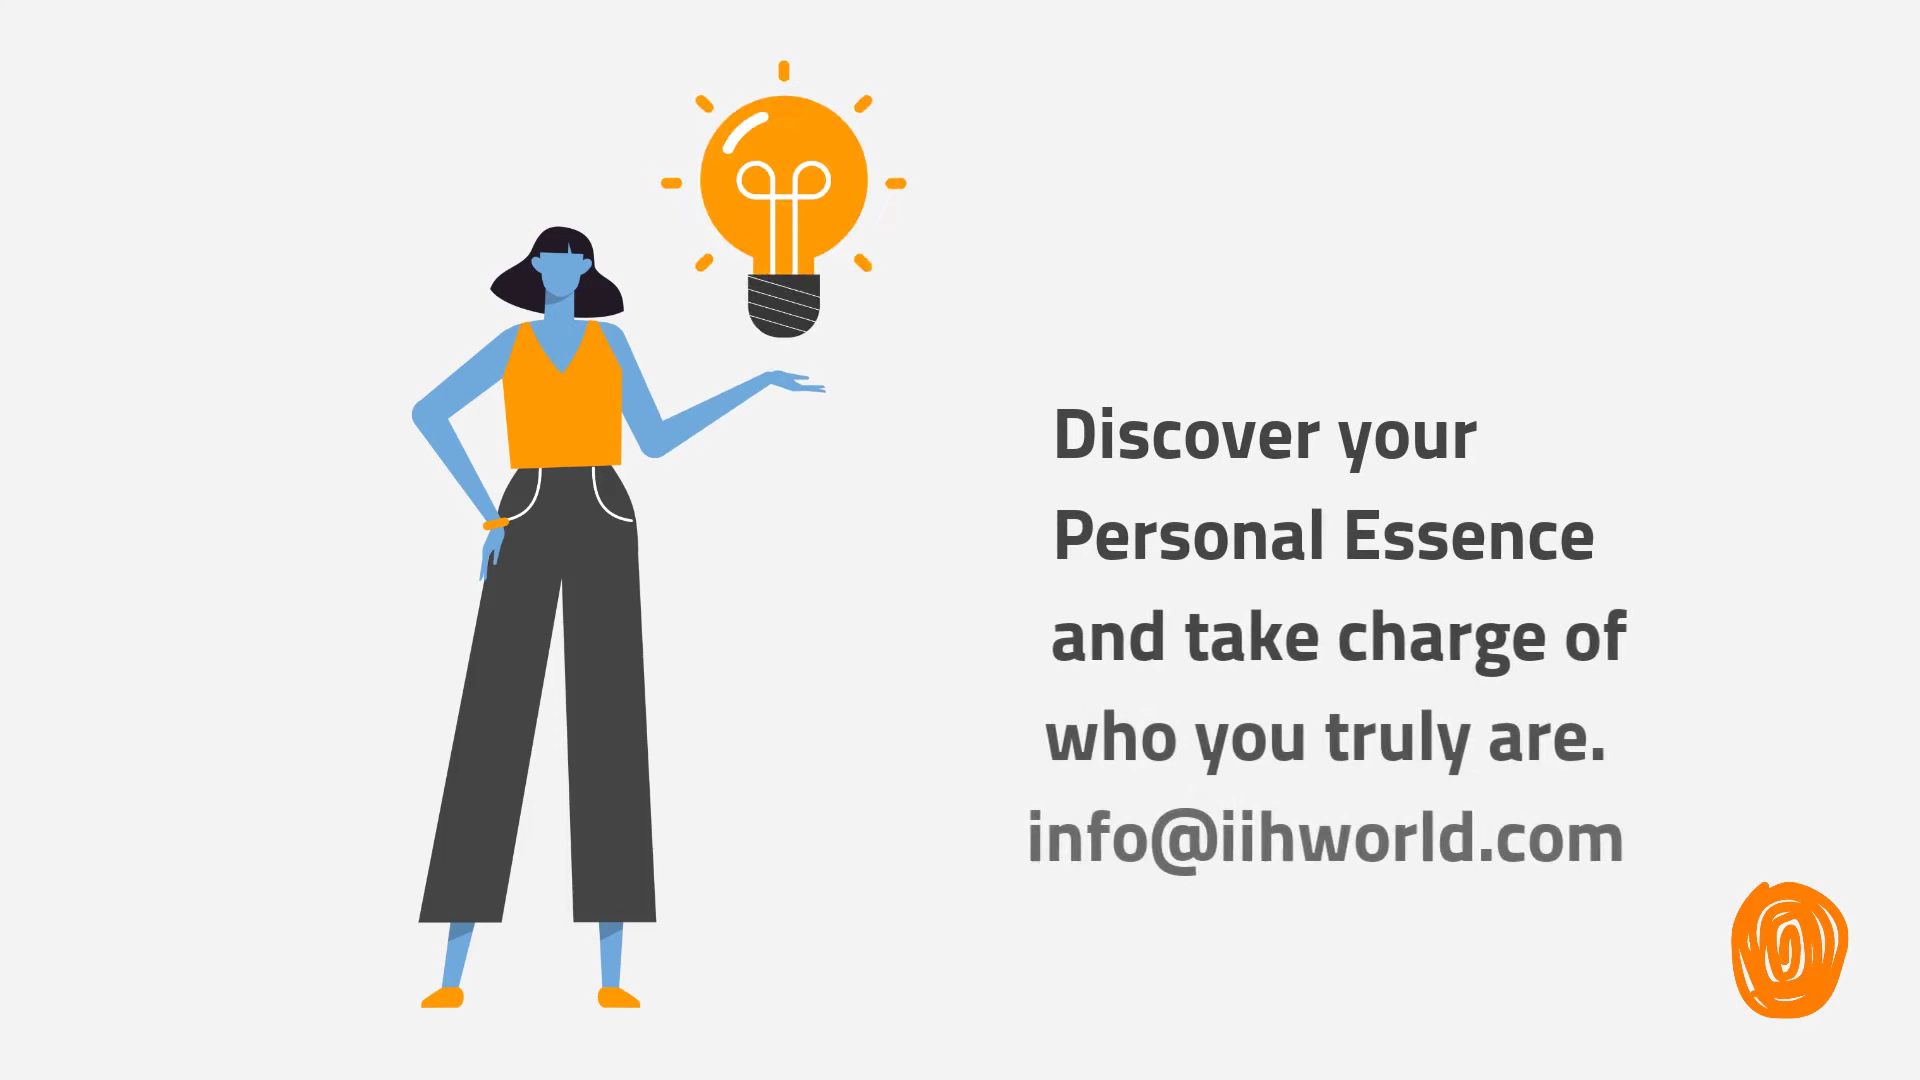 Discover your
Personal Essence
and take charge of
who you truly are.
info@iihworld.com